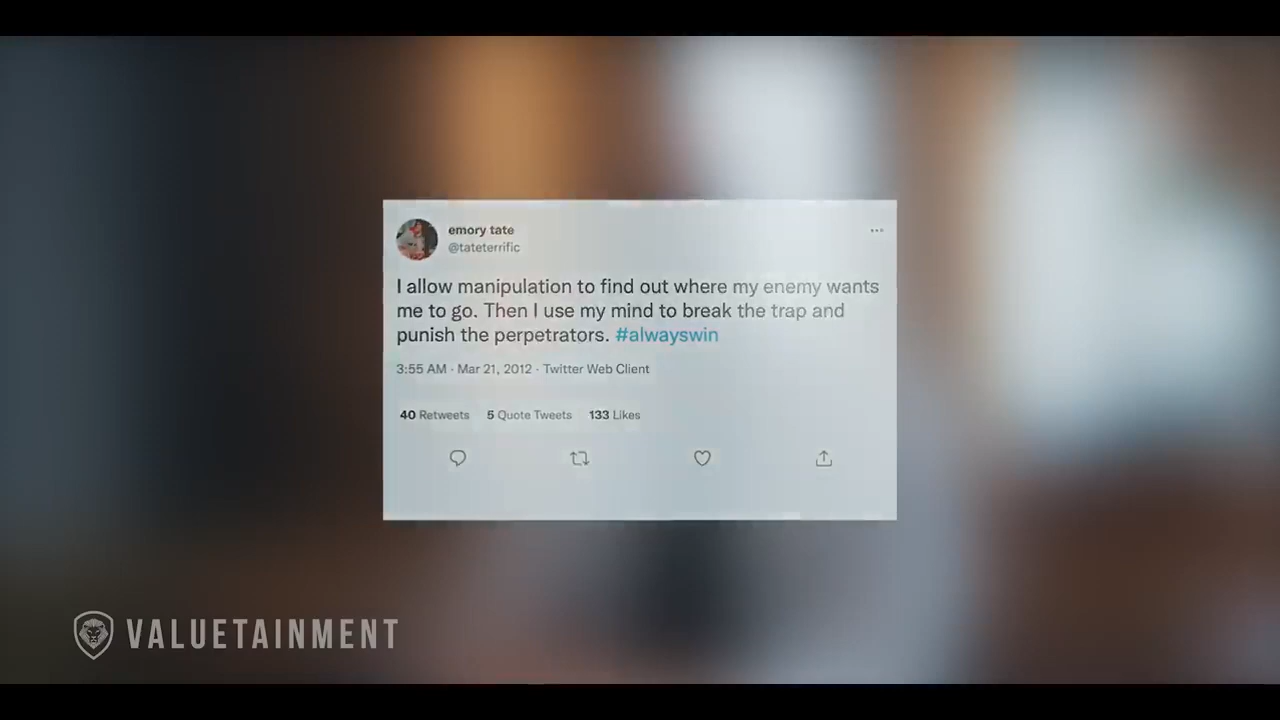 emory tate
@tateterrific
I allow manipulation to find out where my enemy wants
me to go. Then I use my mind to break the trap and
punish the perpetrators. #alwayswin
3:55 AM · Mar 21, 2012 · Twitter Web Client
40 Retweets 5 Quote Tweets 133 Likes
VALUETAINMENT